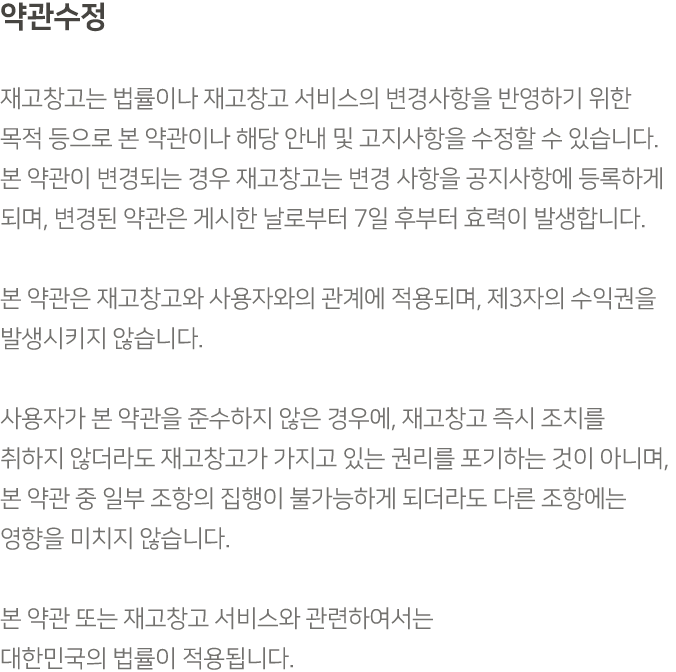 약관수정
재고창고는 법률이나 재고창고 서비스의 변경사항을 반영하기 위한
목적 등으로 본 약관이나 해당 안내 및 고지사항을 수정할 수 있습니다.
본 약관이 변경되는 경우 재고창고는 변경 사항을 공지사항에 등록하게
되며, 변경된 약관은 게시한 날로부터 7일 후부터 효력이 발생합니다.
본 약관은 재고창고와 사용자와의 관계에 적용되며, 제3자의 수익권을
발생시키지 않습니다.
사용자가 본 약관을 준수하지 않은 경우에, 재고창고 즉시 조치를
취하지 않더라도 재고창고가 가지고 있는 권리를 포기하는 것이 아니며,
본 약관 중 일부 조항의 집행이 불가능하게 되더라도 다른 조항에는
영향을 미치지 않습니다.
본 약관 또는 재고창고 서비스와 관련하여서는
대한민국의 법률이 적용됩니다.